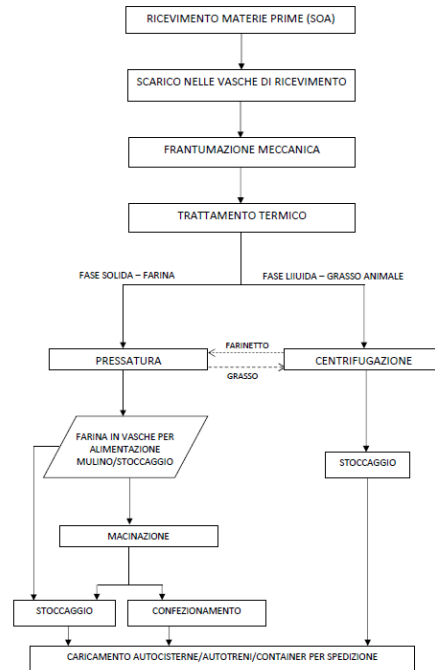 RICEVIMENTO MATERIE PRIME (SOA)
SCARICO NELLE VASCHE DI RICEVIMENTO
FRANTUMAZIONE MECCANICA
TRATTAMENTO TERMICO
FASE SOLIDA – FARINA
FASE LIIUIDA – GRASSO ANIMALE
FARINETTO
PRESSATURA
CENTRIFUGAZIONE
GRASSO
FARINA IN VASCHE PER
ALIMENTAZIONE
MULINO/STOCCAGGIO
STOCCAGGIO
MACINAZIONE
STOCCAGGIO
CONFEZIONAMENTO
CARICAMENTO AUTOCISTERNE/AUTOTRENI/CONTAINER PER SPEDIZIONE